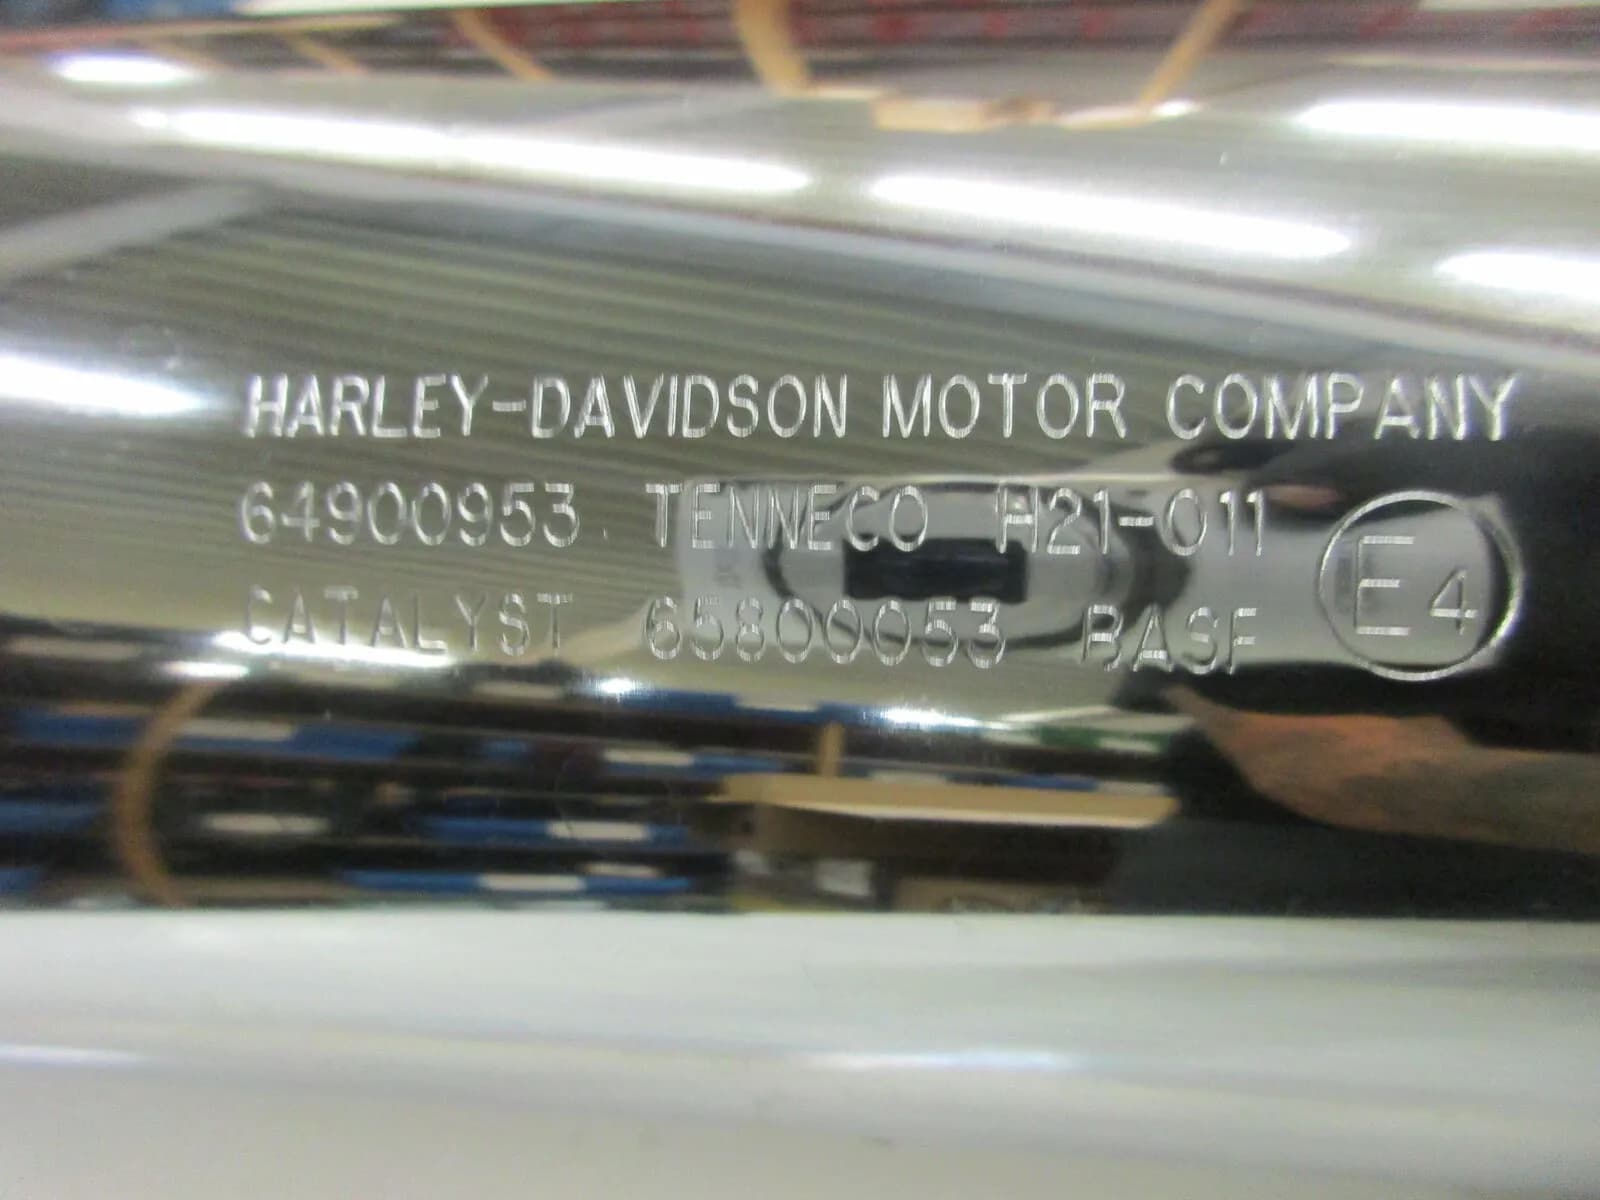 HARLEY-DAVIDSON MOTOR COMPANY
64900953 TENNECO H21-011
CATALYST 65800053 BASF
E4